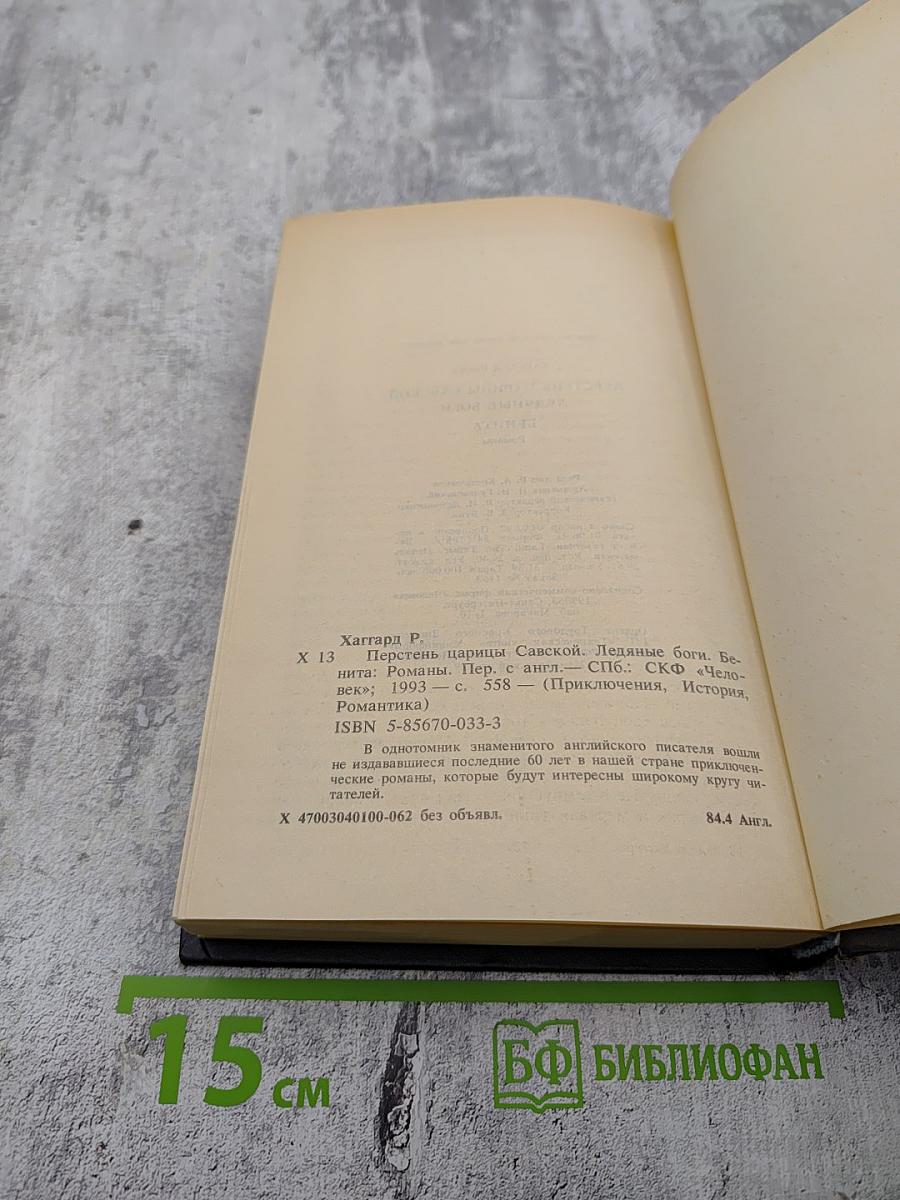 Хаггард Р.
Х 13 Перстень царицы Савской. Ледяные боги. Бе-
нита: Романы. Пер. с англ.— СПб.: СКФ «Чело-
век»; 1993 — с. 558 — (Приключения, История,
Романтика)
ISBN 5-85670-033-3
В однотомник знаменитого английского писателя вошли
не издававшиеся последние 60 лет в нашей стране приключен-
ческие романы, которые будут интересны широкому кругу чи-
тателей.
Х 47003040100-062 без объявл. 84.4 Англ.
15 см
БФ БИБЛИОФАН